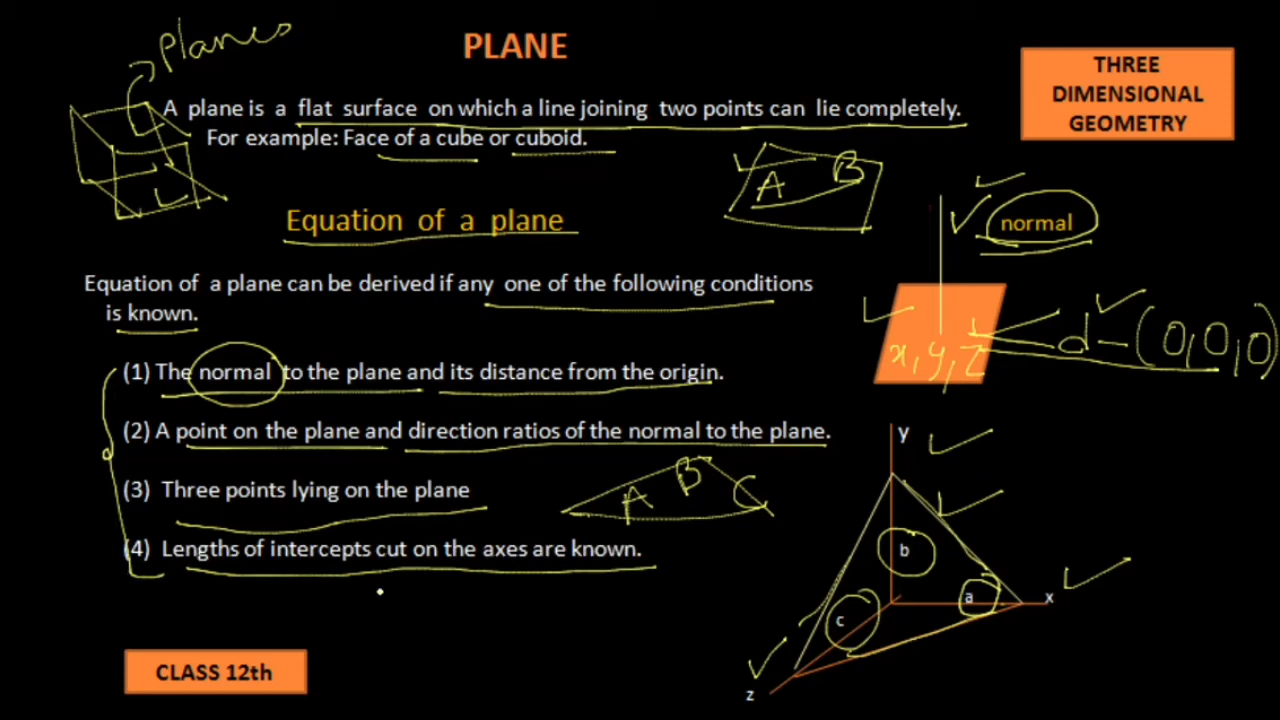 Planes
PLANE
THREE
DIMENSIONAL
GEOMETRY
A plane is a flat surface on which a line joining two points can lie completely.
For example: Face of a cube or cuboid.
A B
Equation of a plane
normal
Equation of a plane can be derived if any one of the following conditions
is known.
x, y, z d - (0,0,0)
(1) The normal to the plane and its distance from the origin.
(2) A point on the plane and direction ratios of the normal to the plane.
(3) Three points lying on the plane
A B C
(4) Lengths of intercepts cut on the axes are known.
y
b
a x
c
z
CLASS 12th